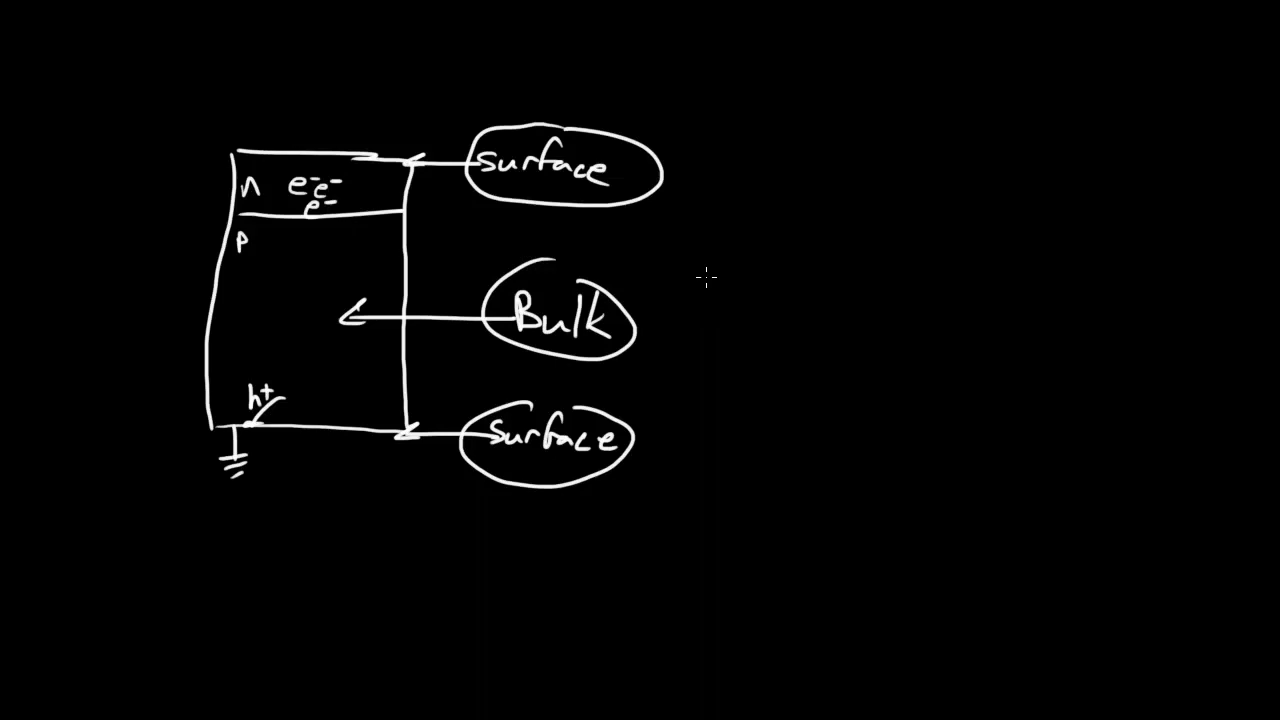 surface
n e⁻e⁻
e⁻
p
Bulk
h⁺
surface